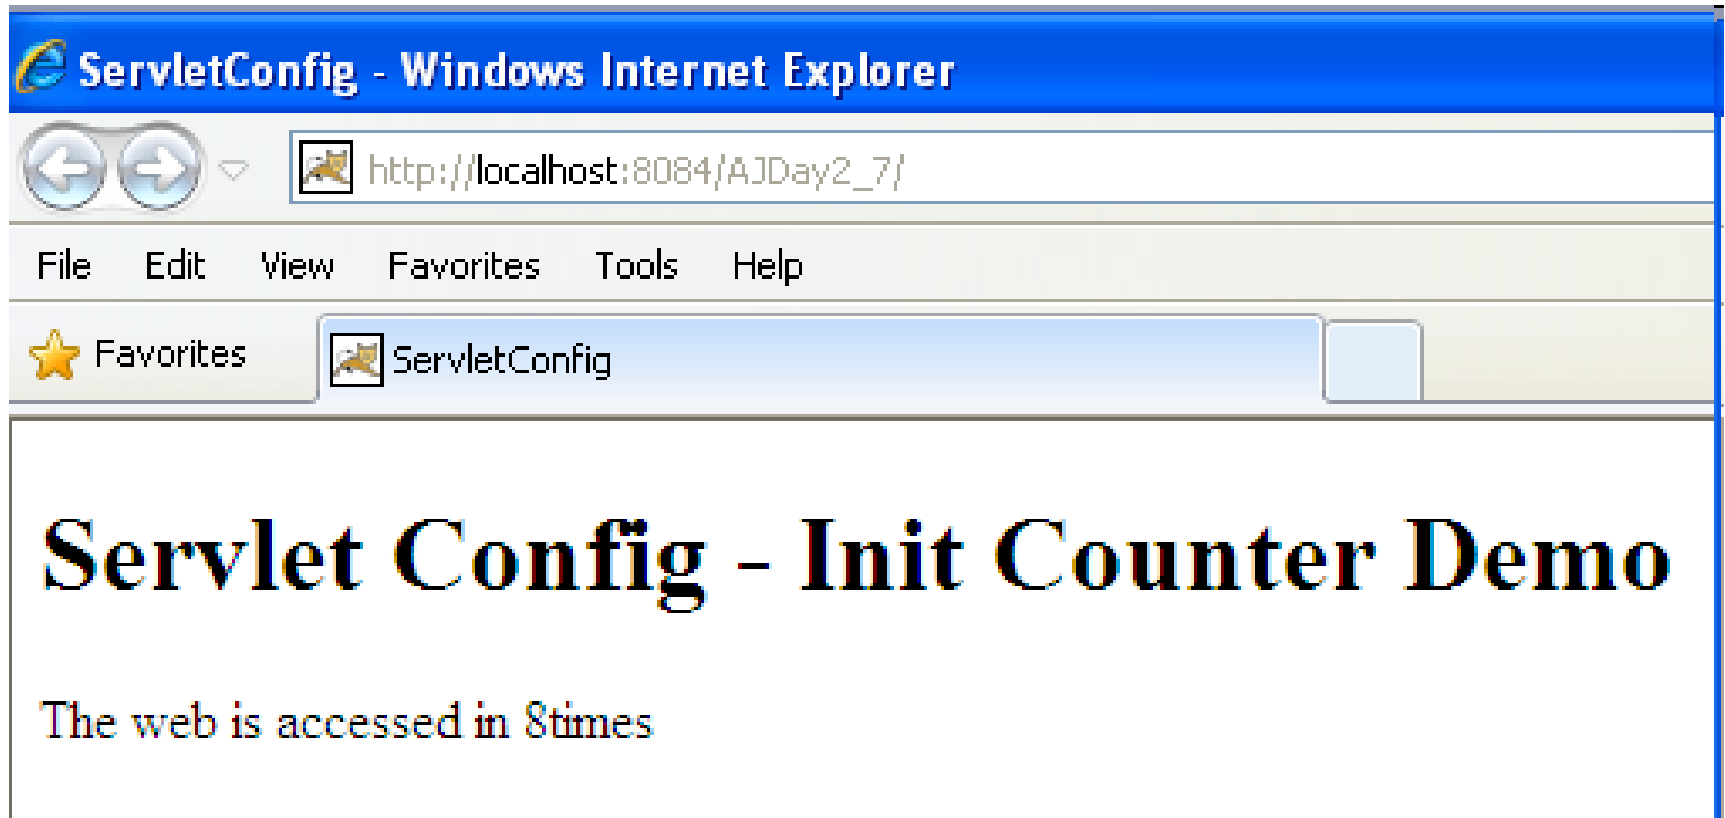 ServletConfig - Windows Internet Explorer
http://localhost:8084/AJDay2_7/
File Edit View Favorites Tools Help
Favorites ServletConfig
Servlet Config - Init Counter Demo
The web is accessed in 8times